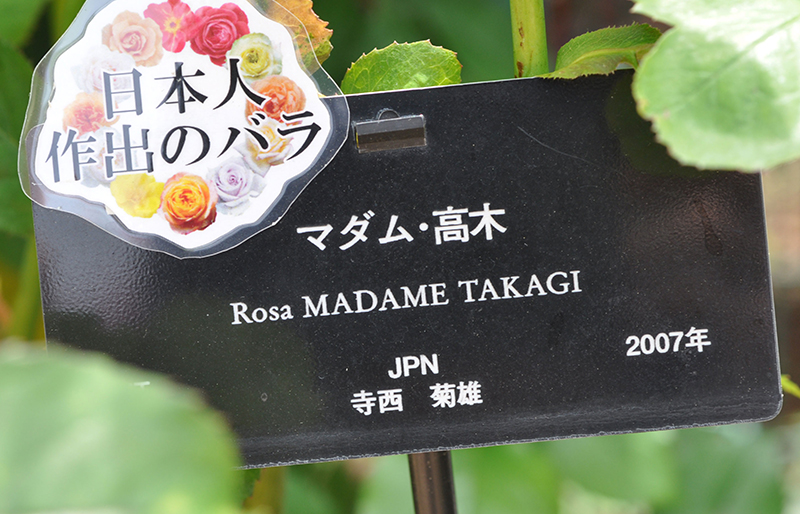 日本人
作出のバラ
マダム・高木
Rosa MADAME TAKAGI
2007年
JPN
寺西 菊雄